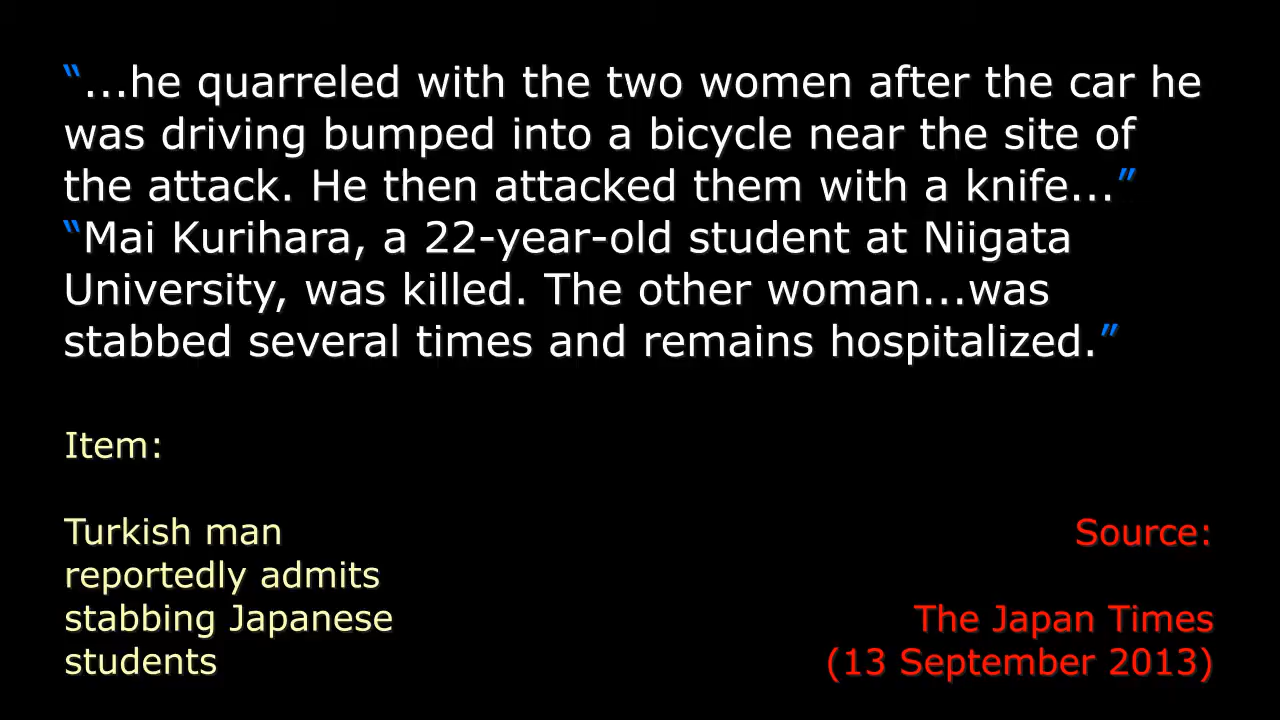 “...he quarreled with the two women after the car he
was driving bumped into a bicycle near the site of
the attack. He then attacked them with a knife...”
“Mai Kurihara, a 22-year-old student at Niigata
University, was killed. The other woman...was
stabbed several times and remains hospitalized.”
Item:
Turkish man
reportedly admits
stabbing Japanese
students
Source:
The Japan Times
(13 September 2013)